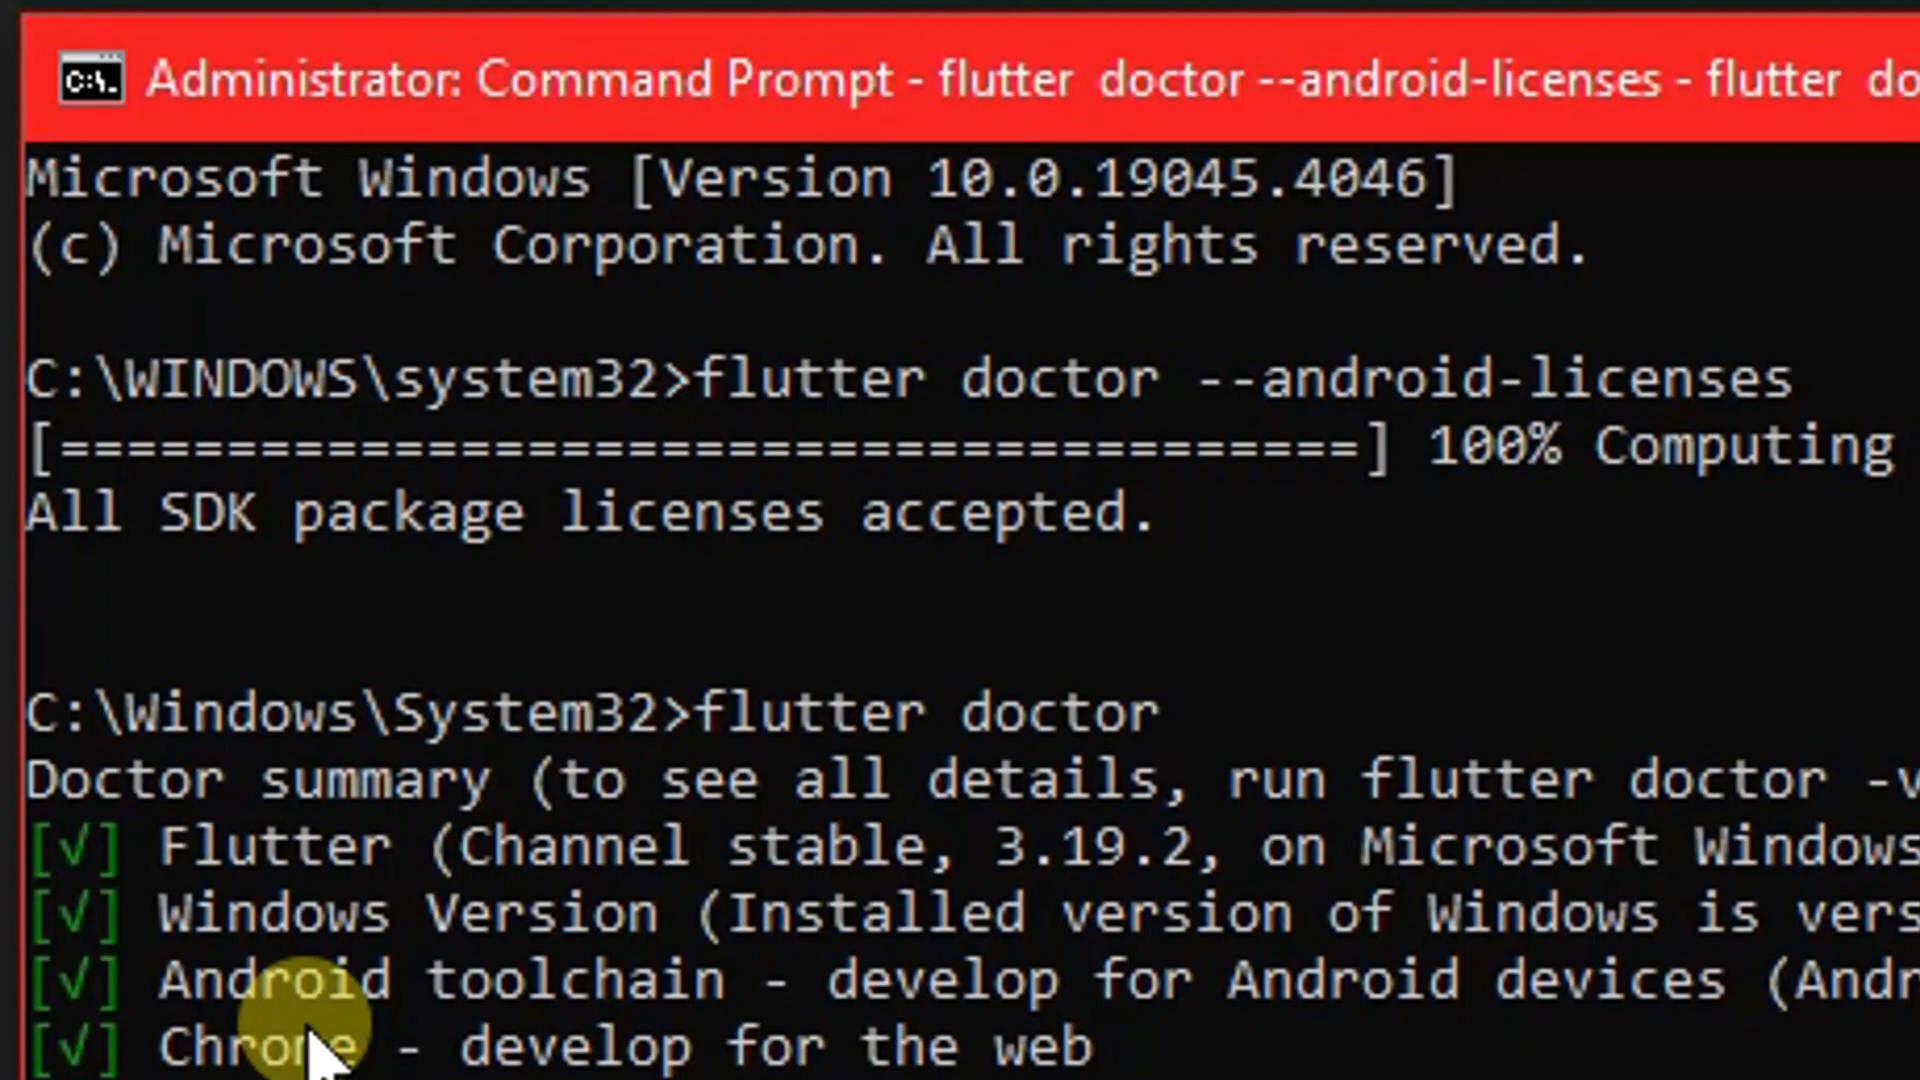 Administrator: Command Prompt - flutter  doctor --android-licenses - flutter  do
Microsoft Windows [Version 10.0.19045.4046]
(c) Microsoft Corporation. All rights reserved.
C:\WINDOWS\system32>flutter doctor --android-licenses
[=======================================] 100% Computing
All SDK package licenses accepted.
C:\Windows\System32>flutter doctor
Doctor summary (to see all details, run flutter doctor -v
[√] Flutter (Channel stable, 3.19.2, on Microsoft Windows
[√] Windows Version (Installed version of Windows is vers
[√] Android toolchain - develop for Android devices (Andr
[√] Chrome - develop for the web